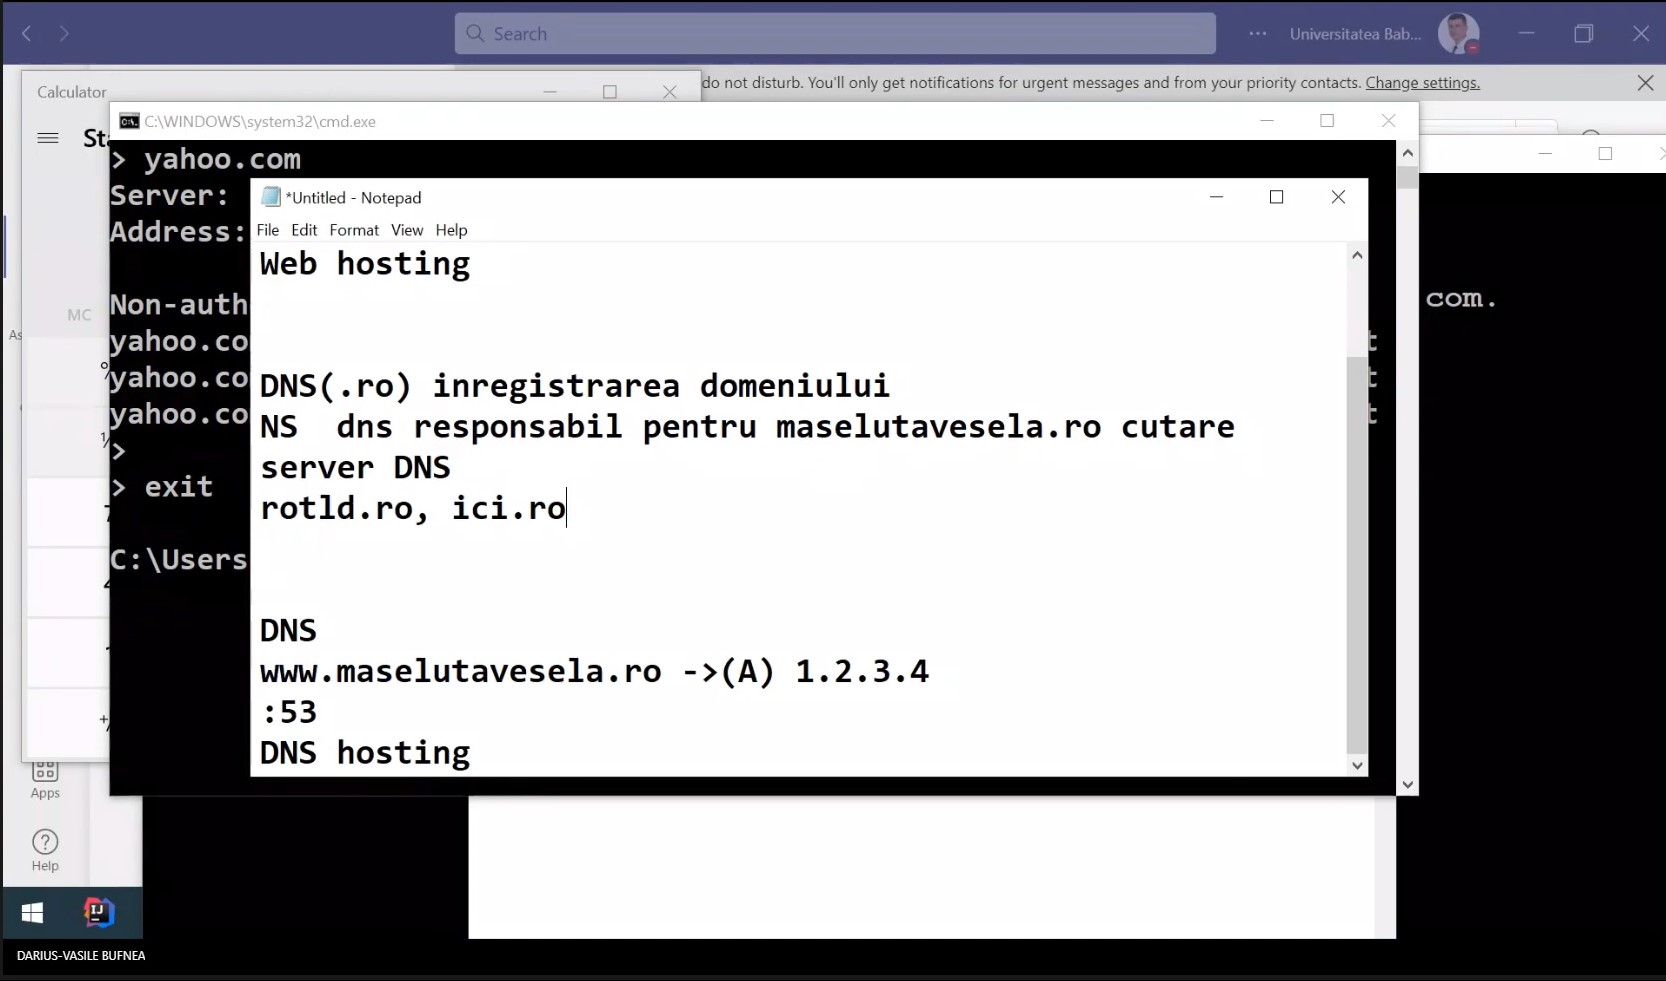 Search
...
Universitatea Bab...
do not disturb. You'll only get notifications for urgent messages and from your priority contacts. Change settings.
Calculator
MC
Apps
Help
C:\WINDOWS\system32\cmd.exe
> yahoo.com
Server:
Address:
Non-auth
yahoo.co
yahoo.co
yahoo.co
>
> exit
C:\Users
com.
*Untitled - Notepad
File Edit Format View Help
Web hosting
DNS(.ro) inregistrarea domeniului
NS dns responsabil pentru maselutavesela.ro cutare
server DNS
rotld.ro, ici.ro
DNS
www.maselutavesela.ro ->(A) 1.2.3.4
:53
DNS hosting
IJ
DARIUS-VASILE BUFNEA